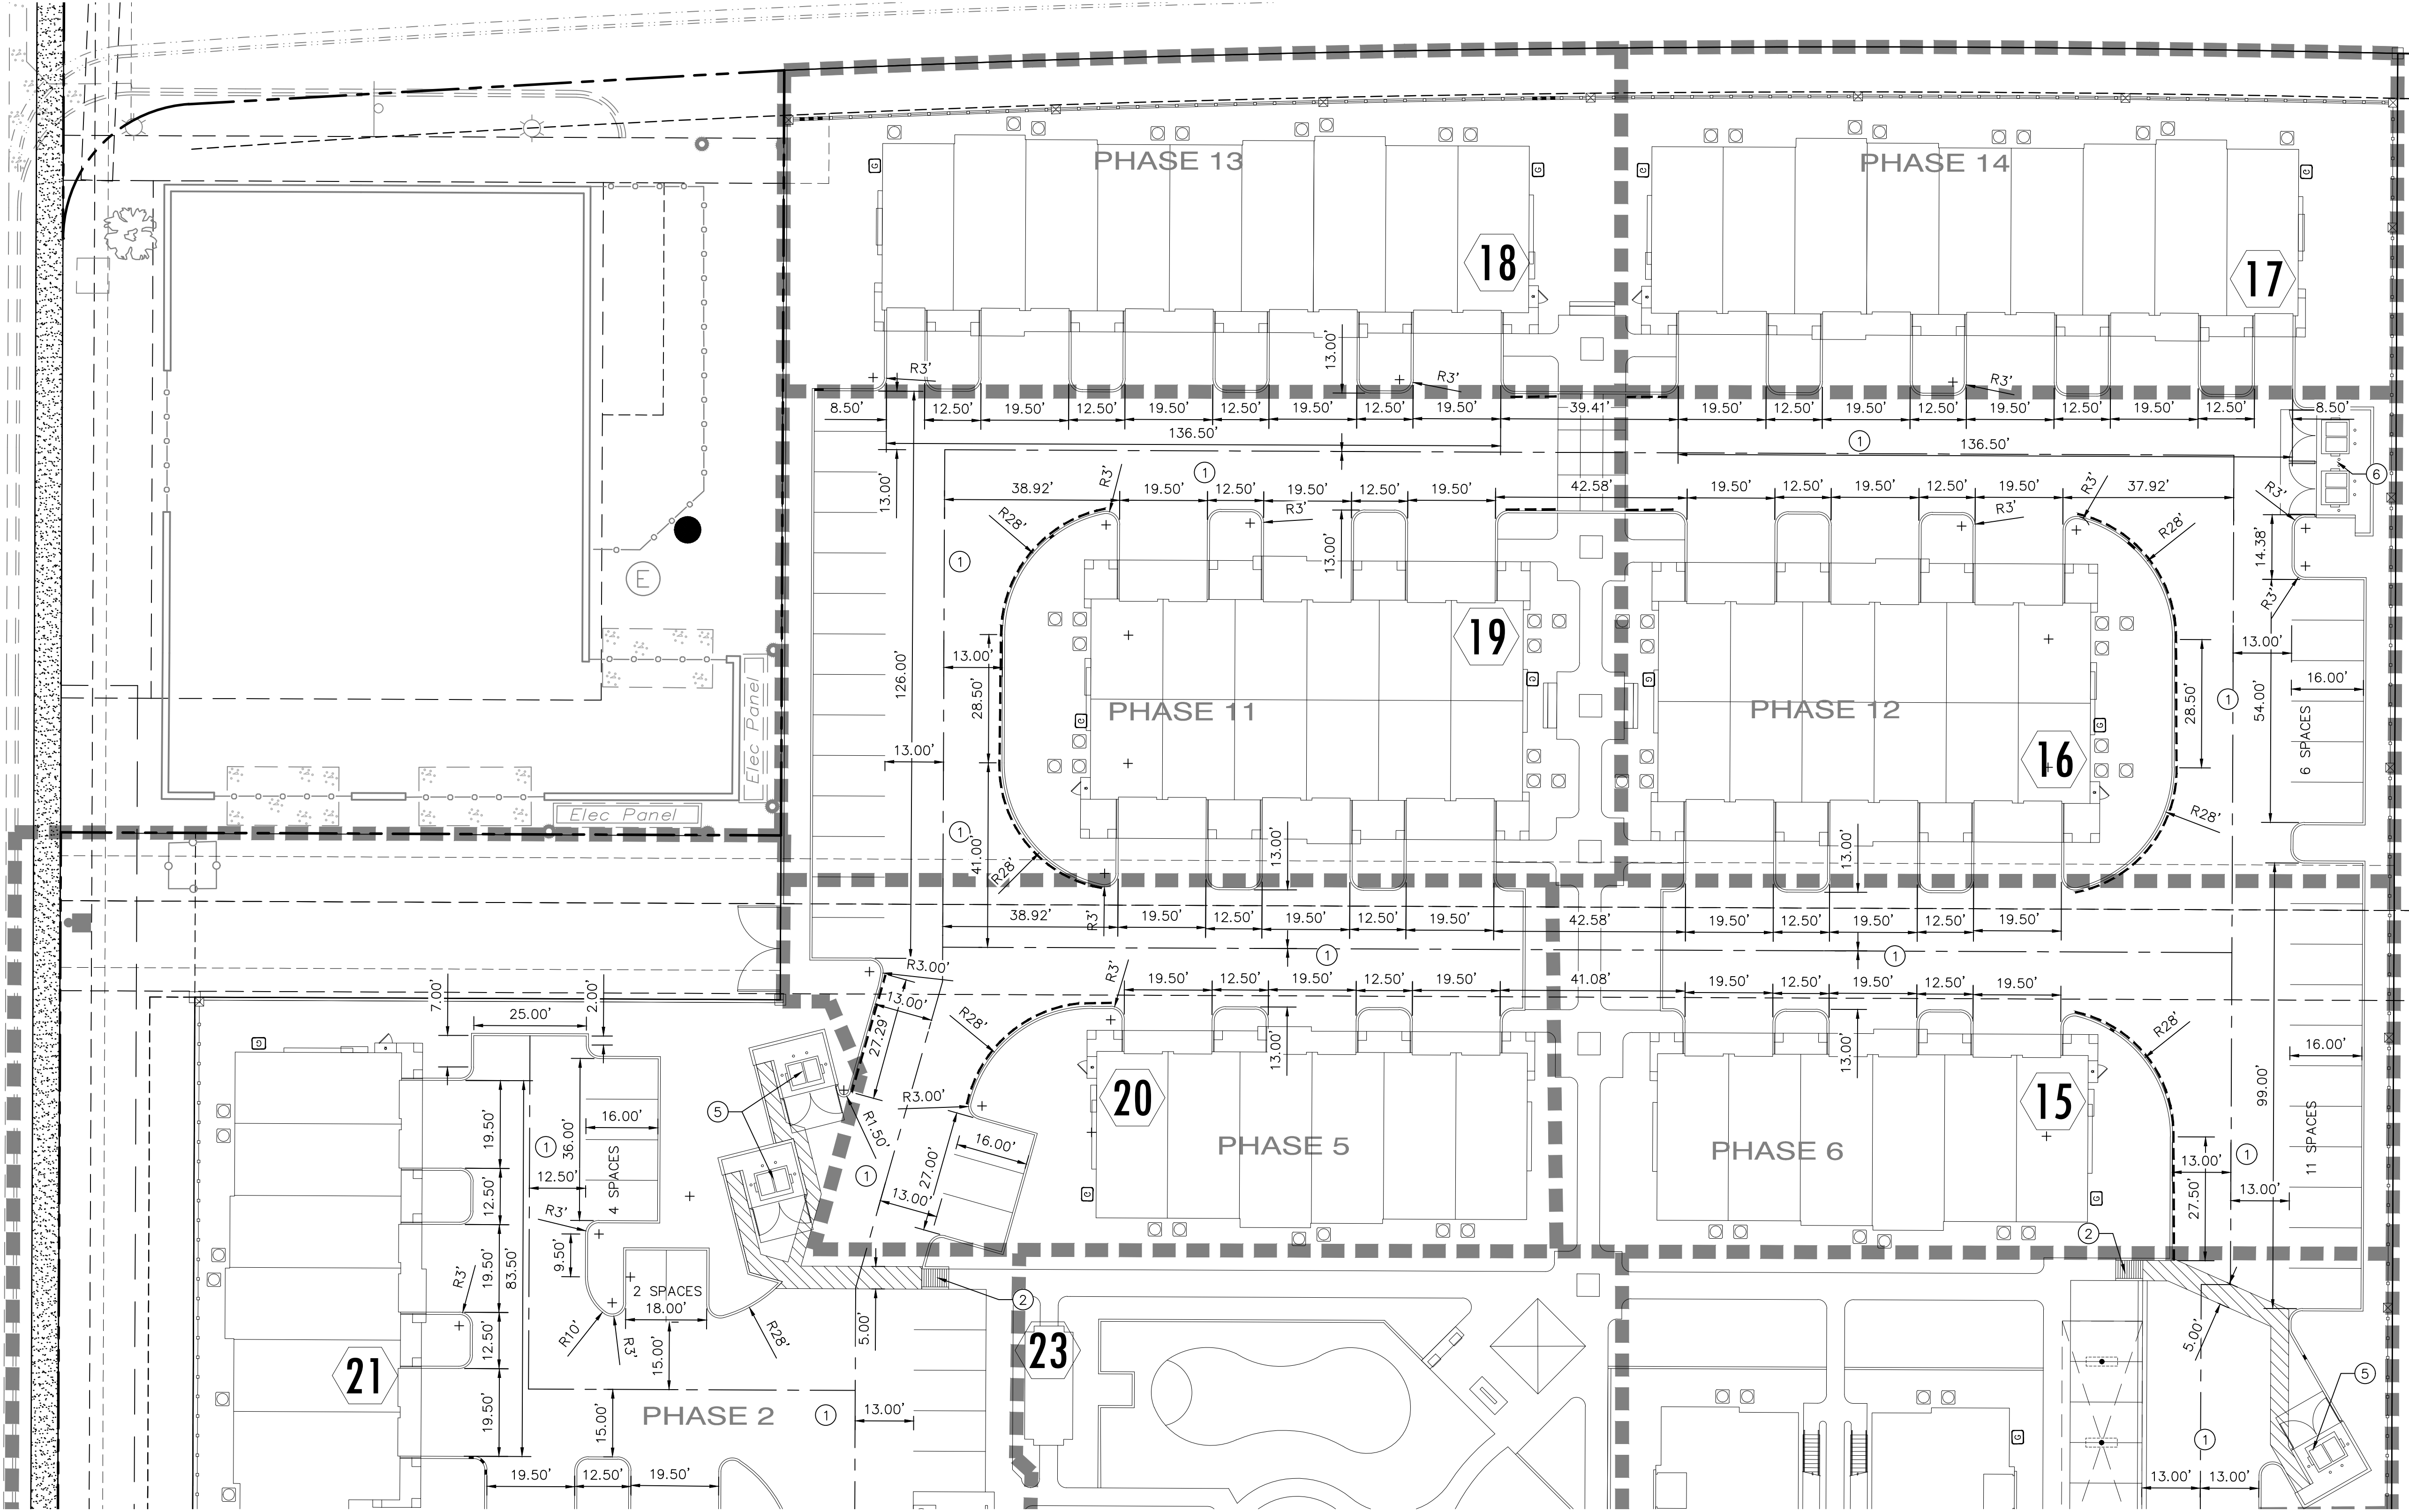 PHASE 13
PHASE 14
G
G
G
G
18
17
13.00'
R3'
R3'
R3'
8.50'
12.50'
19.50'
12.50'
19.50'
12.50'
19.50'
12.50'
19.50'
39.41'
19.50'
12.50'
19.50'
12.50'
19.50'
12.50'
19.50'
12.50'
8.50'
136.50'
1
136.50'
6
13.00'
1
38.92'
R3'
19.50'
12.50'
19.50'
12.50'
19.50'
42.58'
19.50'
12.50'
19.50'
12.50'
19.50'
R3'
37.92'
R3'
R28'
R3'
13.00'
R3'
R28'
14.38'
R3'
1
E
19
13.00'
13.00'
126.00'
28.50'
G
G
16.00'
1
28.50'
54.00'
6 SPACES
Elec Panel
PHASE 11
PHASE 12
G
G
16
13.00'
Elec Panel
1
41.00'
R28'
13.00'
13.00'
R28'
38.92'
R3'
19.50'
12.50'
19.50'
12.50'
19.50'
42.58'
19.50'
12.50'
19.50'
12.50'
19.50'
1
1
R3.00'
R3'
19.50'
12.50'
19.50'
12.50'
19.50'
41.08'
19.50'
12.50'
19.50'
12.50'
19.50'
7.00'
25.00'
2.00'
13.00'
27.29'
R28'
13.00'
13.00'
R28'
16.00'
G
R3.00'
20
15
99.00'
11 SPACES
5
R1.50'
16.00'
19.50'
1
36.00'
16.00'
4 SPACES
PHASE 5
PHASE 6
1
12.50'
27.00'
1
13.00'
13.00'
13.00'
27.50'
12.50'
G
G
R3'
9.50'
2
19.50'
83.50'
R3'
2 SPACES
18.00'
2
12.50'
R10'
R3'
15.00'
R28'
5.00'
23
5.00'
21
5
19.50'
15.00'
PHASE 2
1
13.00'
G
1
19.50'
12.50'
19.50'
13.00'
13.00'